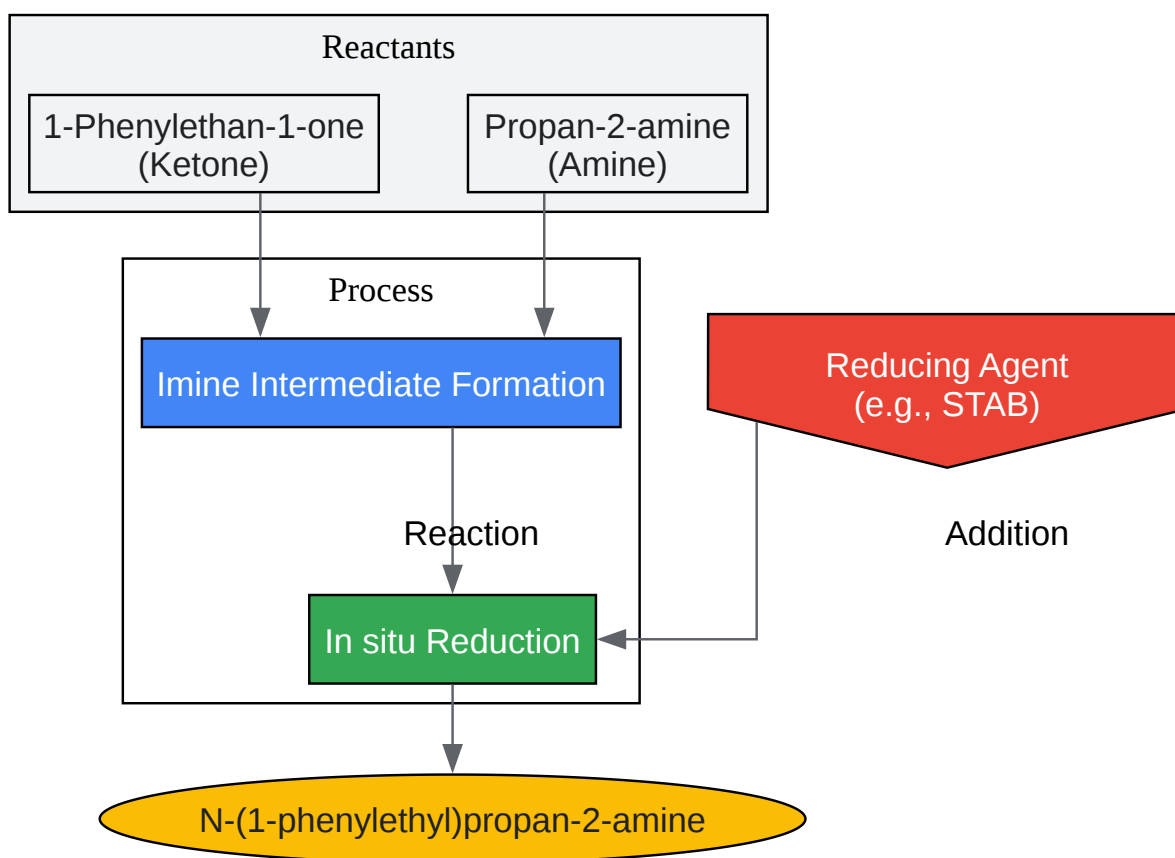 Reactants
1-Phenylethan-1-one
(Ketone)
Propan-2-amine
(Amine)
Process
Imine Intermediate Formation
Reducing Agent
(e.g., STAB)
Reaction
Addition
In situ Reduction
N-(1-phenylethyl)propan-2-amine